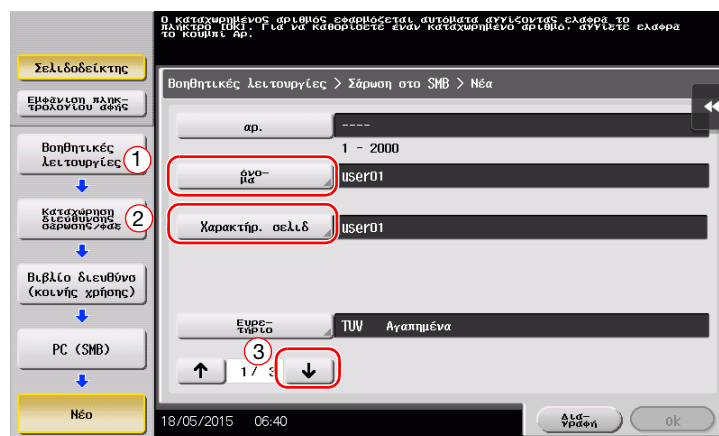 Ο καταχωρημένος αριθμός εφαρμόζεται αυτόματα αγγίζοντας ελαφρά το
πλήκτρο [OK]. Για να καθορίσετε έναν καταχωρημένο αριθμό, αγγίξτε ελαφρά
το κουμπί Αρ.
Σελιδοδείκτης
Εμφάνιση πληκ-
τρολογίου αφής
Βοηθητικές
λειτουργίες
1
Καταχώρηση
διεύθυνσης
σάρωσης/φαξ
2
Βιβλίο διευθύνσ
(κοινής χρήσης)
PC (SMB)
Νέο
Βοηθητικές λειτουργίες > Σάρωση στο SMB > Νέα
αρ.
----
1 - 2000
όνο-
μα
user01
Χαρακτήρ. σελιδ
user01
Ευρε-
τήριο
TUV Αγαπημένα
3
1/ 3
18/05/2015 06:40
Δια-
γραφή
ok